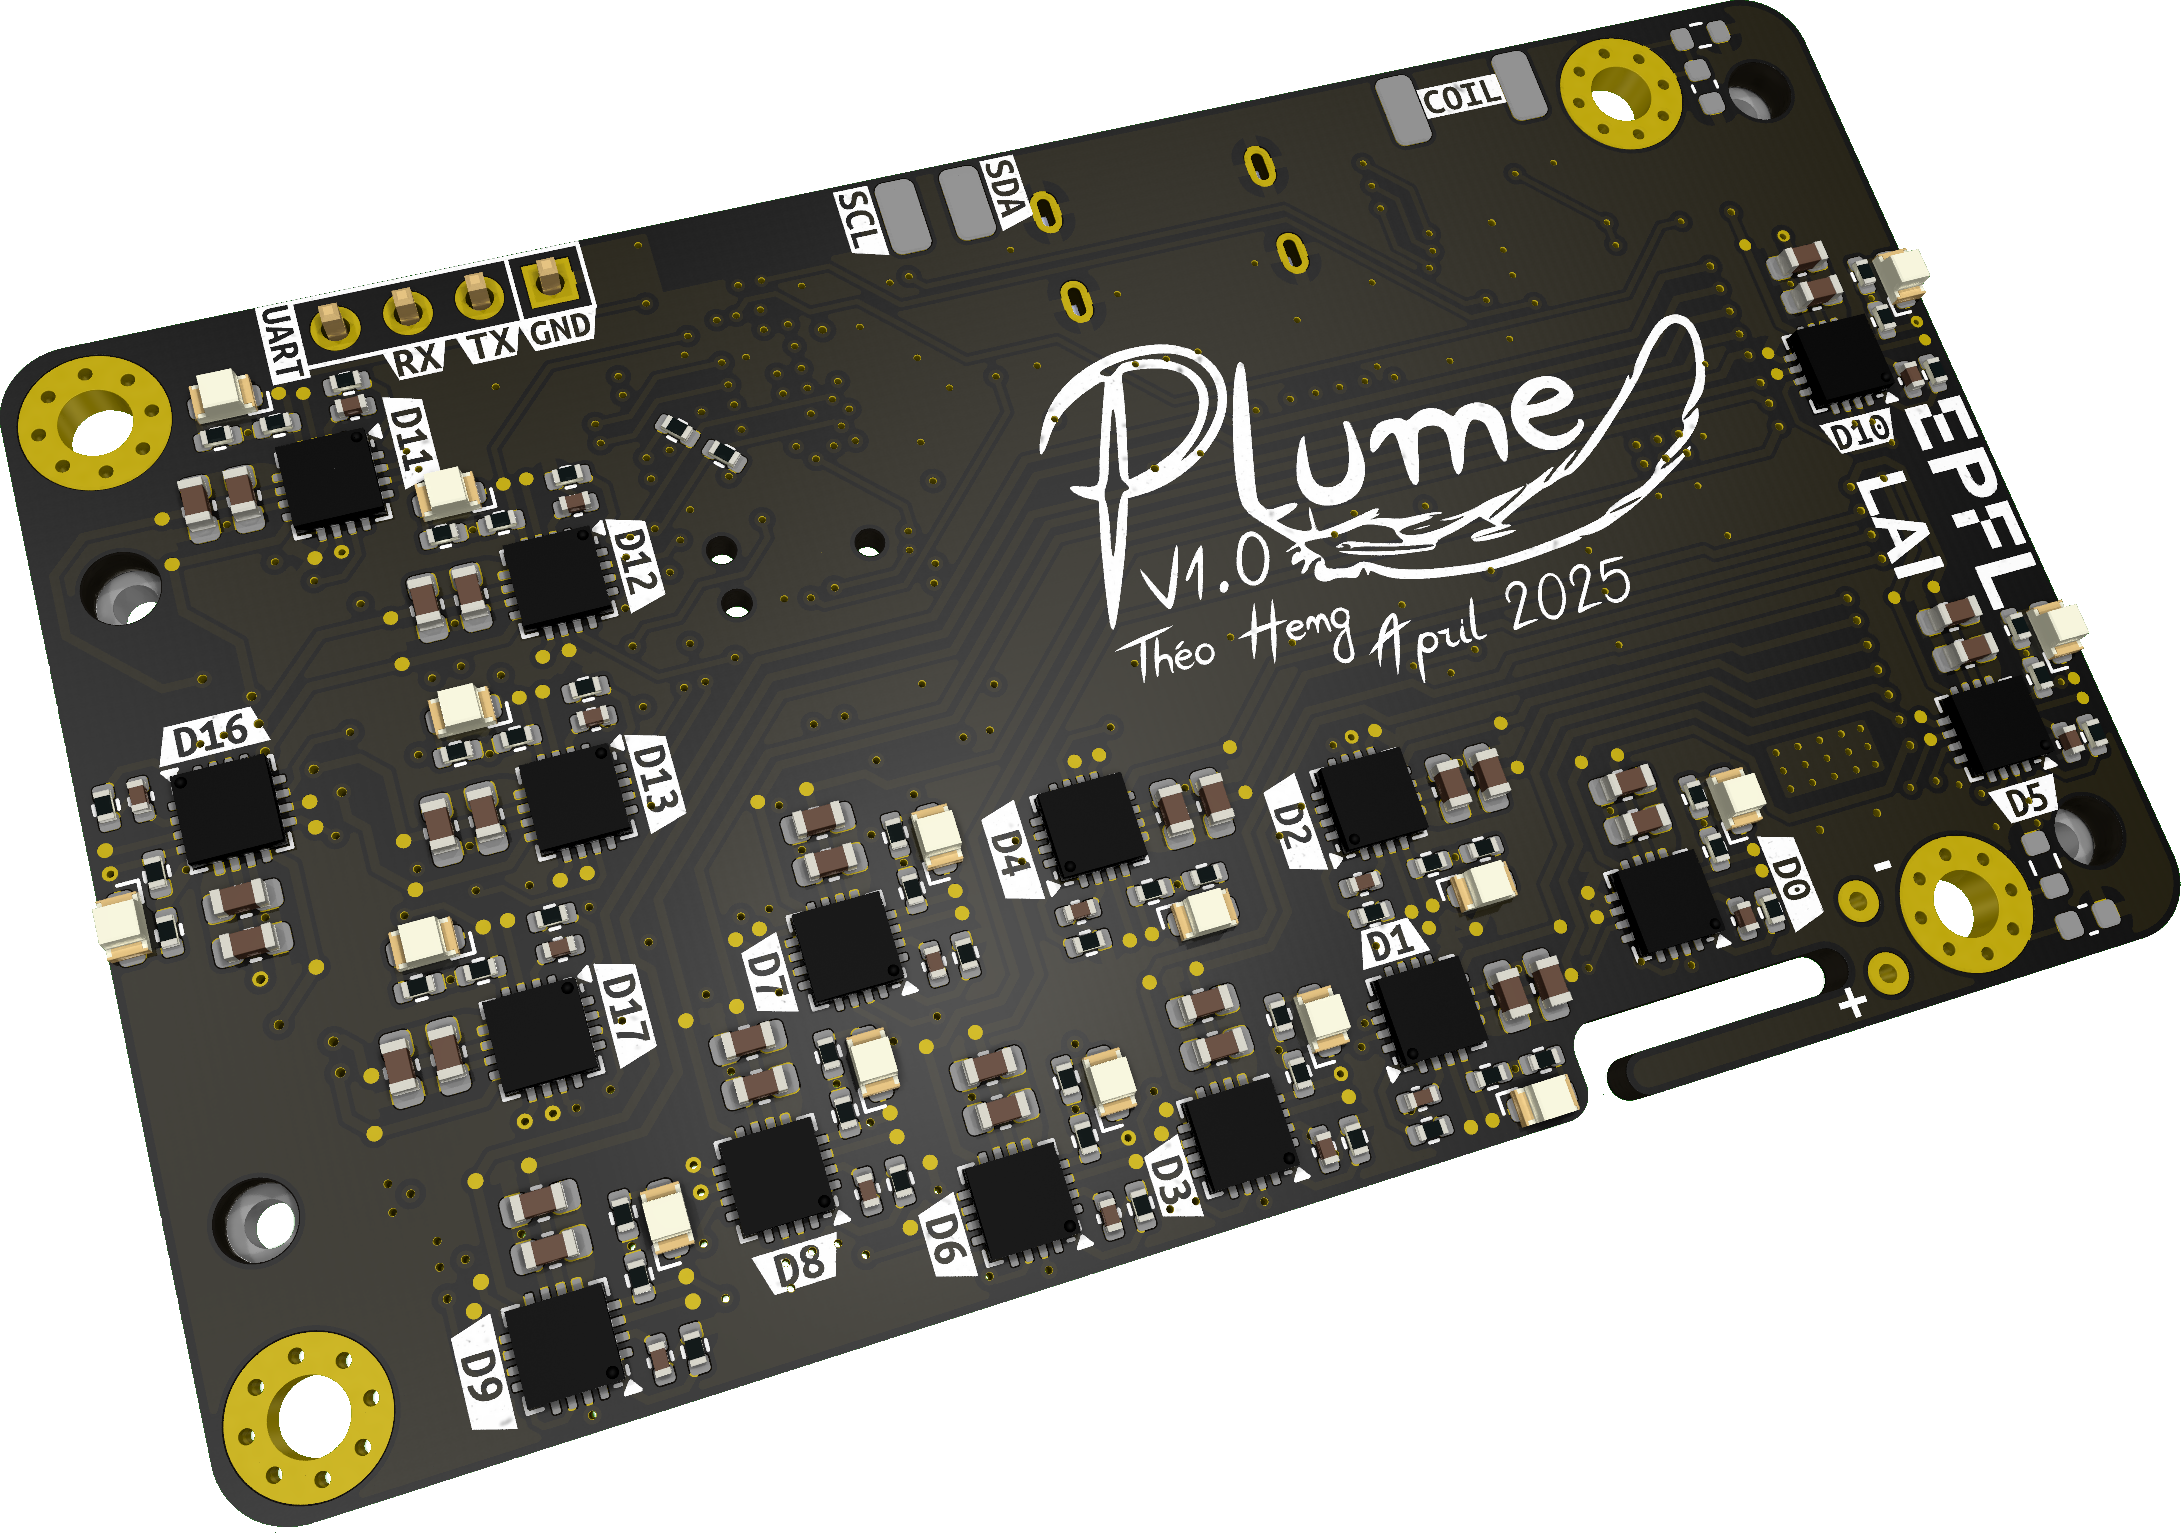 COIL
SCL
SDA
UART
RX
TX
GND
Plume
V1.0
Théo Heng April 2025
EPFL
LAI
D10
D11
D12
D16
D13
D5
D4
D2
D0
-
+
D7
D1
D17
D3
D6
D8
D9